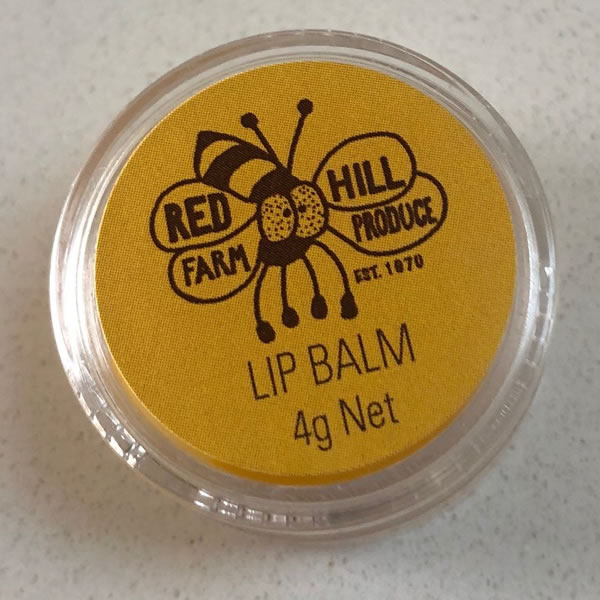 RED HILL
FARM PRODUCE
EST. 1970
LIP BALM
4g Net